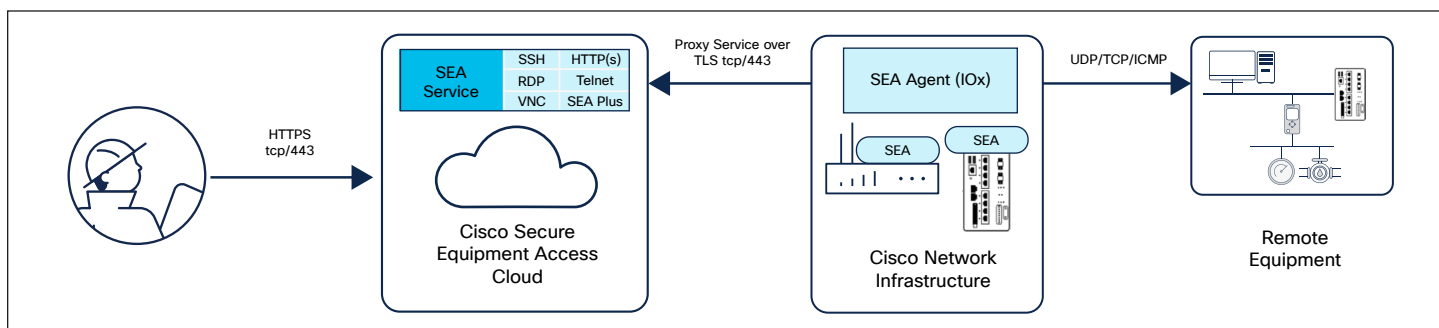 SEA
Service
SSH
HTTP(s)
RDP
Telnet
VNC
SEA Plus
HTTPS
tcp/443
Cisco Secure
Equipment Access
Cloud
Proxy Service over
TLS tcp/443
SEA Agent (IOx)
SEA
SEA
Cisco Network
Infrastructure
UDP/TCP/ICMP
Remote
Equipment